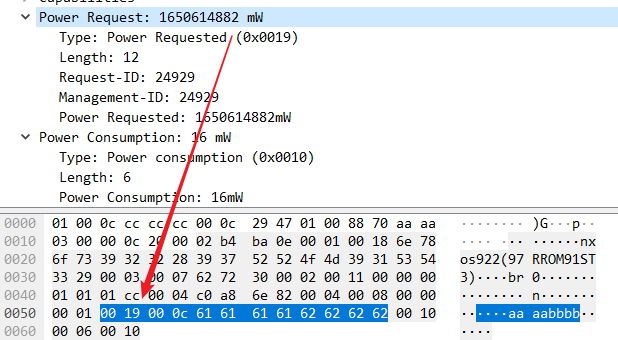 Capabilities
Power Request: 1650614882 mW
Type: Power Requested (0x0019)
Length: 12
Request-ID: 24929
Management-ID: 24929
Power Requested: 1650614882mW
Power Consumption: 16 mW
Type: Power consumption (0x0010)
Length: 6
Power Consumption: 16mW
0000 01 00 0c cc cc cc 00 0c 29 47 01 00 88 70 aa aa ········ )G···p··
0010 03 00 00 0c 20 00 02 b4 ba 0e 00 01 00 18 6e 78 ···· ··· ······nx
0020 6f 73 39 32 32 28 39 37 52 52 4f 4d 39 31 53 54 os922(97 RROM91ST
0030 33 29 00 03 00 07 62 72 30 00 02 00 11 00 00 00 3)····br 0·······
0040 01 01 01 cc 00 04 c0 a8 6e 82 00 04 00 08 00 00 ········ n·······
0050 00 01 00 19 00 0c 61 61 61 61 62 62 62 62 00 10 ······aa aabbbb··
0060 00 06 00 10 ····